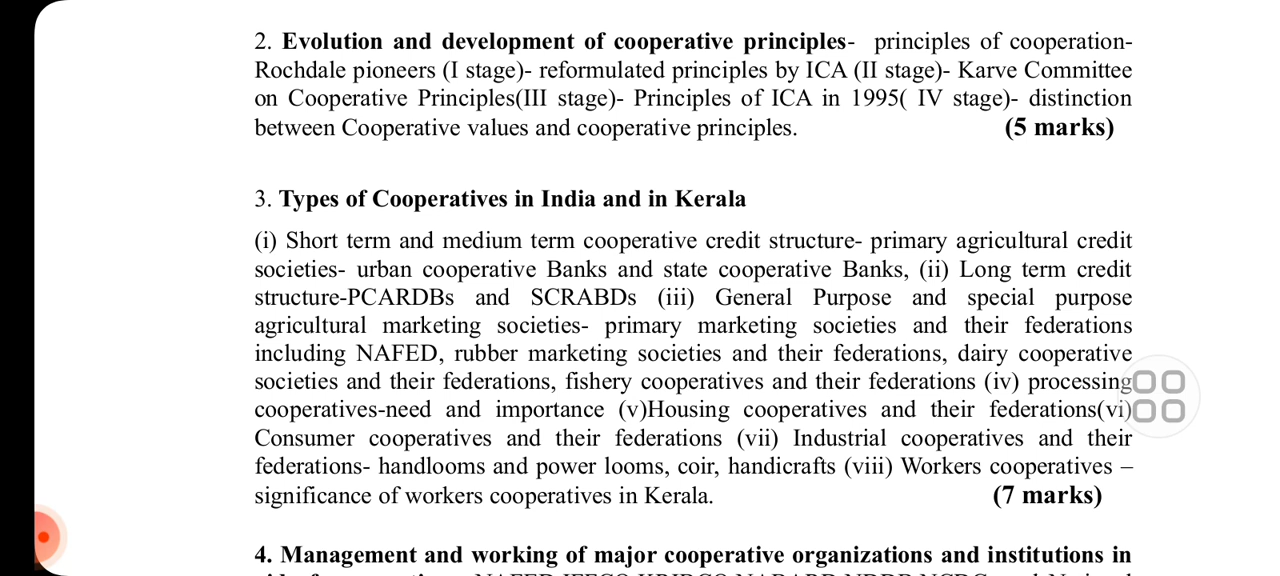 2. Evolution and development of cooperative principles- principles of cooperation-
Rochdale pioneers (I stage)- reformulated principles by ICA (II stage)- Karve Committee
on Cooperative Principles(III stage)- Principles of ICA in 1995( IV stage)- distinction
between Cooperative values and cooperative principles. (5 marks)
3. Types of Cooperatives in India and in Kerala
(i) Short term and medium term cooperative credit structure- primary agricultural credit
societies- urban cooperative Banks and state cooperative Banks, (ii) Long term credit
structure-PCARDBs and SCRABDs (iii) General Purpose and special purpose
agricultural marketing societies- primary marketing societies and their federations
including NAFED, rubber marketing societies and their federations, dairy cooperative
societies and their federations, fishery cooperatives and their federations (iv) processing
cooperatives-need and importance (v)Housing cooperatives and their federations(vi)
Consumer cooperatives and their federations (vii) Industrial cooperatives and their
federations- handlooms and power looms, coir, handicrafts (viii) Workers cooperatives –
significance of workers cooperatives in Kerala. (7 marks)
4. Management and working of major cooperative organizations and institutions in